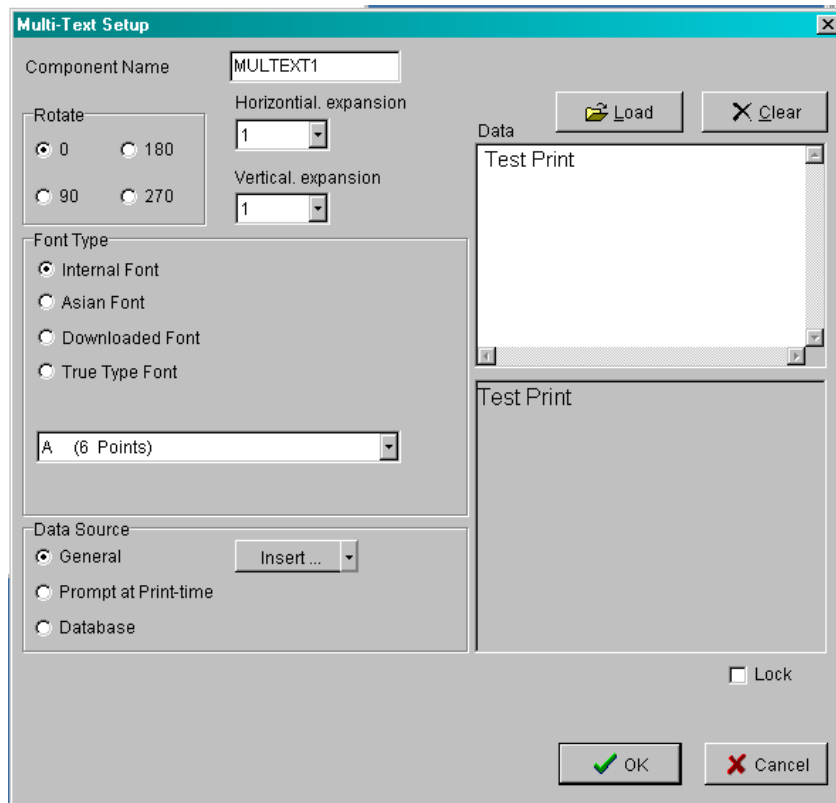 Multi-Text Setup
Component Name MULTEXT1
Rotate
0 180
90 270
Horizontial. expansion
1
Vertical. expansion
1
Load Clear
Data
Test Print
Font Type
Internal Font
Asian Font
Downloaded Font
True Type Font
A (6 Points)
Test Print
Data Source
General Insert ...
Prompt at Print-time
Database
Lock
OK Cancel